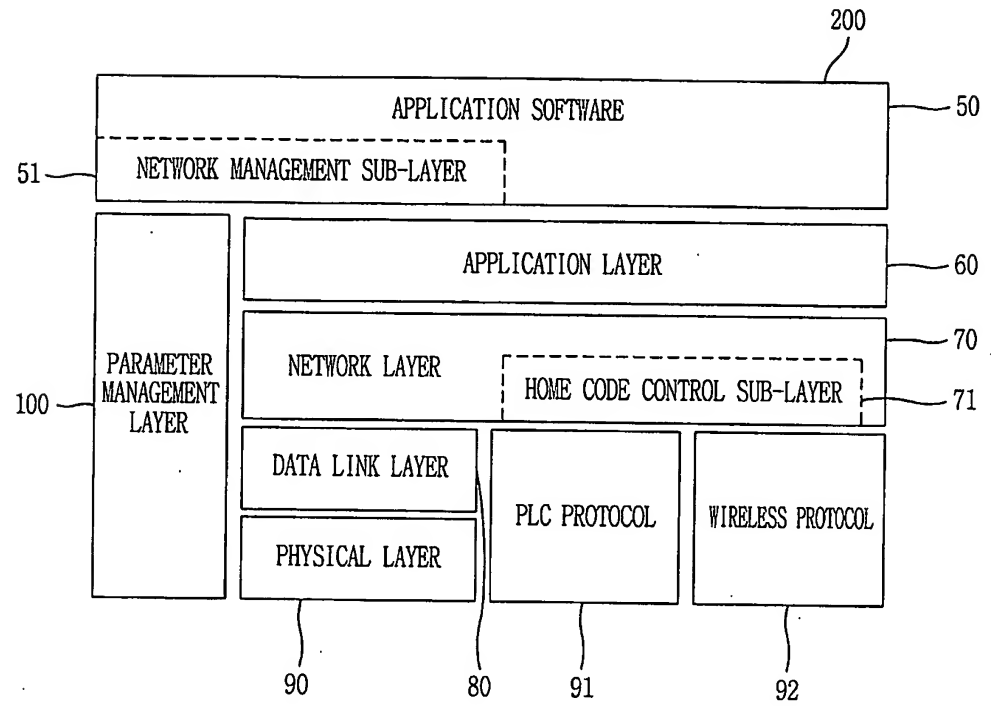 200
APPLICATION SOFTWARE
50
NETWORK MANAGEMENT SUB-LAYER
51
APPLICATION LAYER
60
PARAMETER
MANAGEMENT
LAYER
100
NETWORK LAYER
70
HOME CODE CONTROL SUB-LAYER
71
DATA LINK LAYER
PLC PROTOCOL
WIRELESS PROTOCOL
PHYSICAL LAYER
90
80
91
92